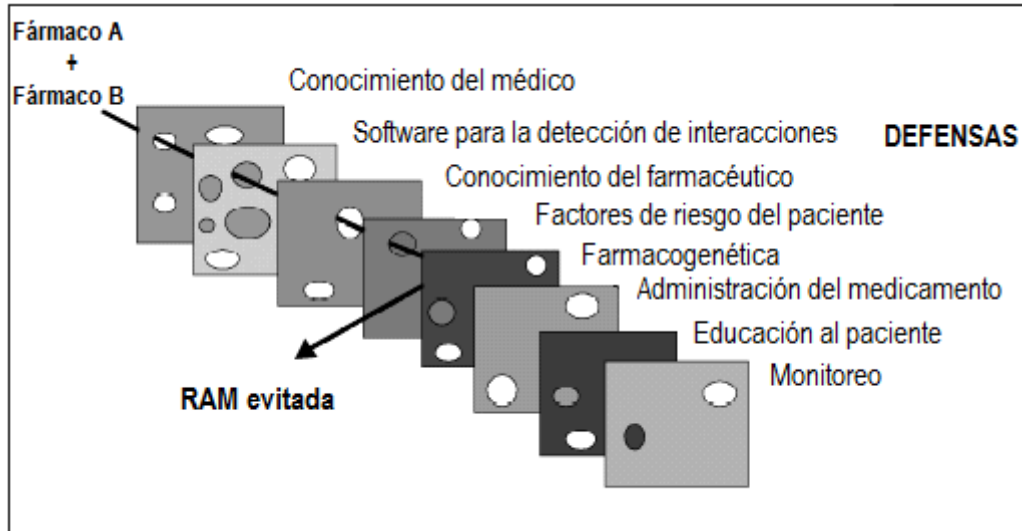 Fármaco A
+
Fármaco B
Conocimiento del médico
Software para la detección de interacciones
DEFENSAS
Conocimiento del farmacéutico
Factores de riesgo del paciente
Farmacogenética
Administración del medicamento
Educación al paciente
Monitoreo
RAM evitada